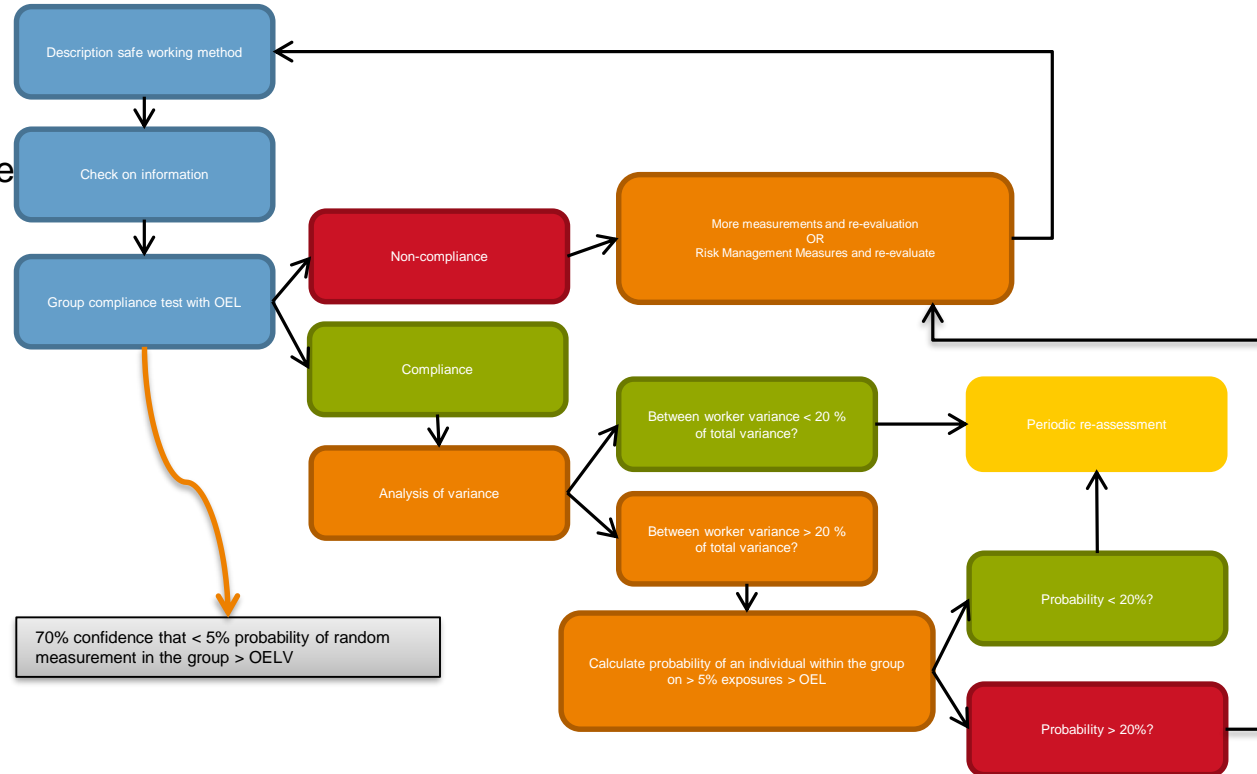 Description safe working method
e
Check on information
Group compliance test with OEL
Non-compliance
More measurements and re-evaluation
OR
Risk Management Measures and re-evaluate
Compliance
Analysis of variance
Between worker variance < 20 %
of total variance?
Periodic re-assessment
Between worker variance > 20 %
of total variance?
Probability < 20%?
70% confidence that < 5% probability of random
measurement in the group > OELV
Calculate probability of an individual within the group
on > 5% exposures > OEL
Probability > 20%?